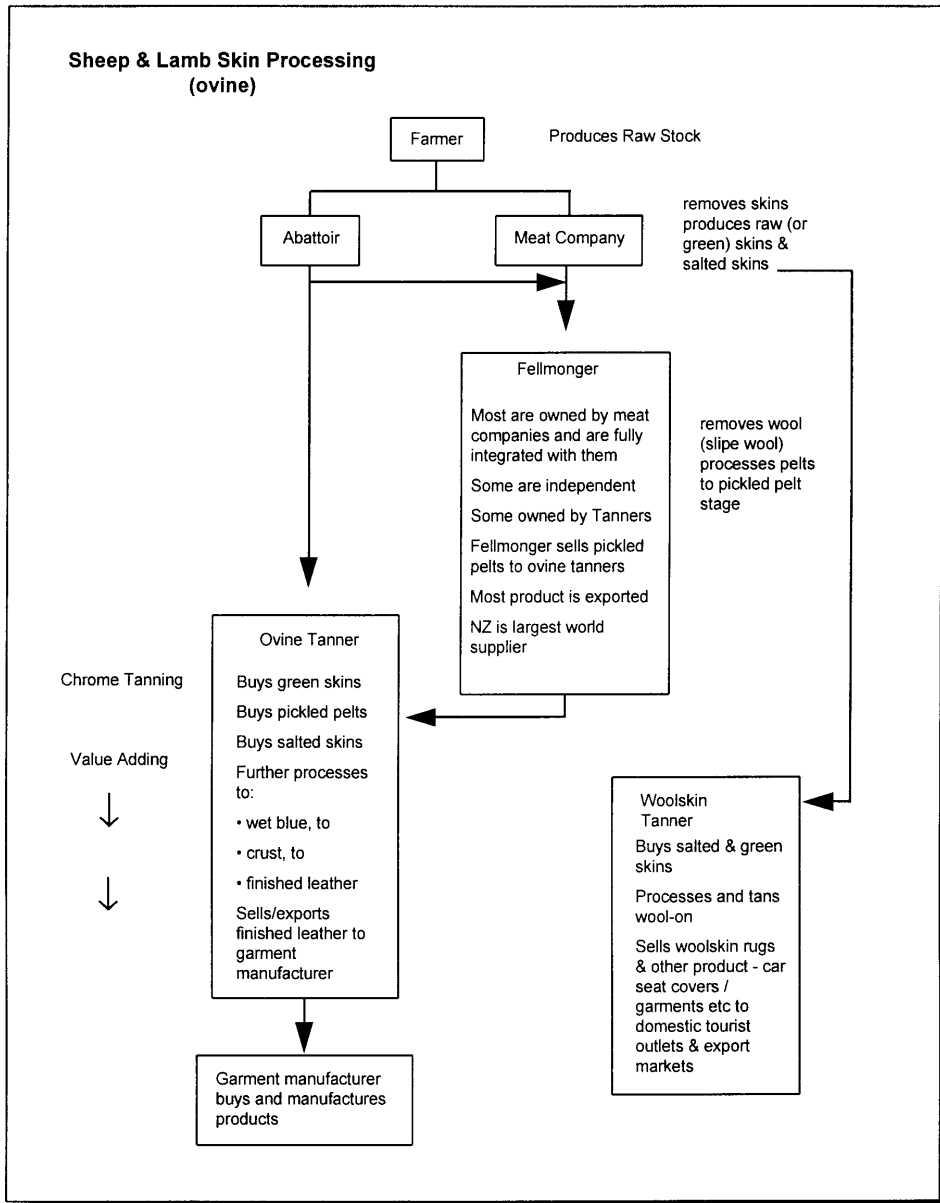 Sheep & Lamb Skin Processing
(ovine)
Farmer
Produces Raw Stock
Abattoir
Meat Company
removes skins
produces raw (or
green) skins &
salted skins
Fellmonger
Most are owned by meat
companies and are fully
integrated with them
Some are independent
Some owned by Tanners
Fellmonger sells pickled
pelts to ovine tanners
Most product is exported
NZ is largest world
supplier
removes wool
(slipe wool)
processes pelts
to pickled pelt
stage
Chrome Tanning
Value Adding
Ovine Tanner
Buys green skins
Buys pickled pelts
Buys salted skins
Further processes
to:
• wet blue, to
• crust, to
• finished leather
Sells/exports
finished leather to
garment
manufacturer
Woolskin
Tanner
Buys salted & green
skins
Processes and tans
wool-on
Sells woolskin rugs
& other product - car
seat covers /
garments etc to
domestic tourist
outlets & export
markets
Garment manufacturer
buys and manufactures
products